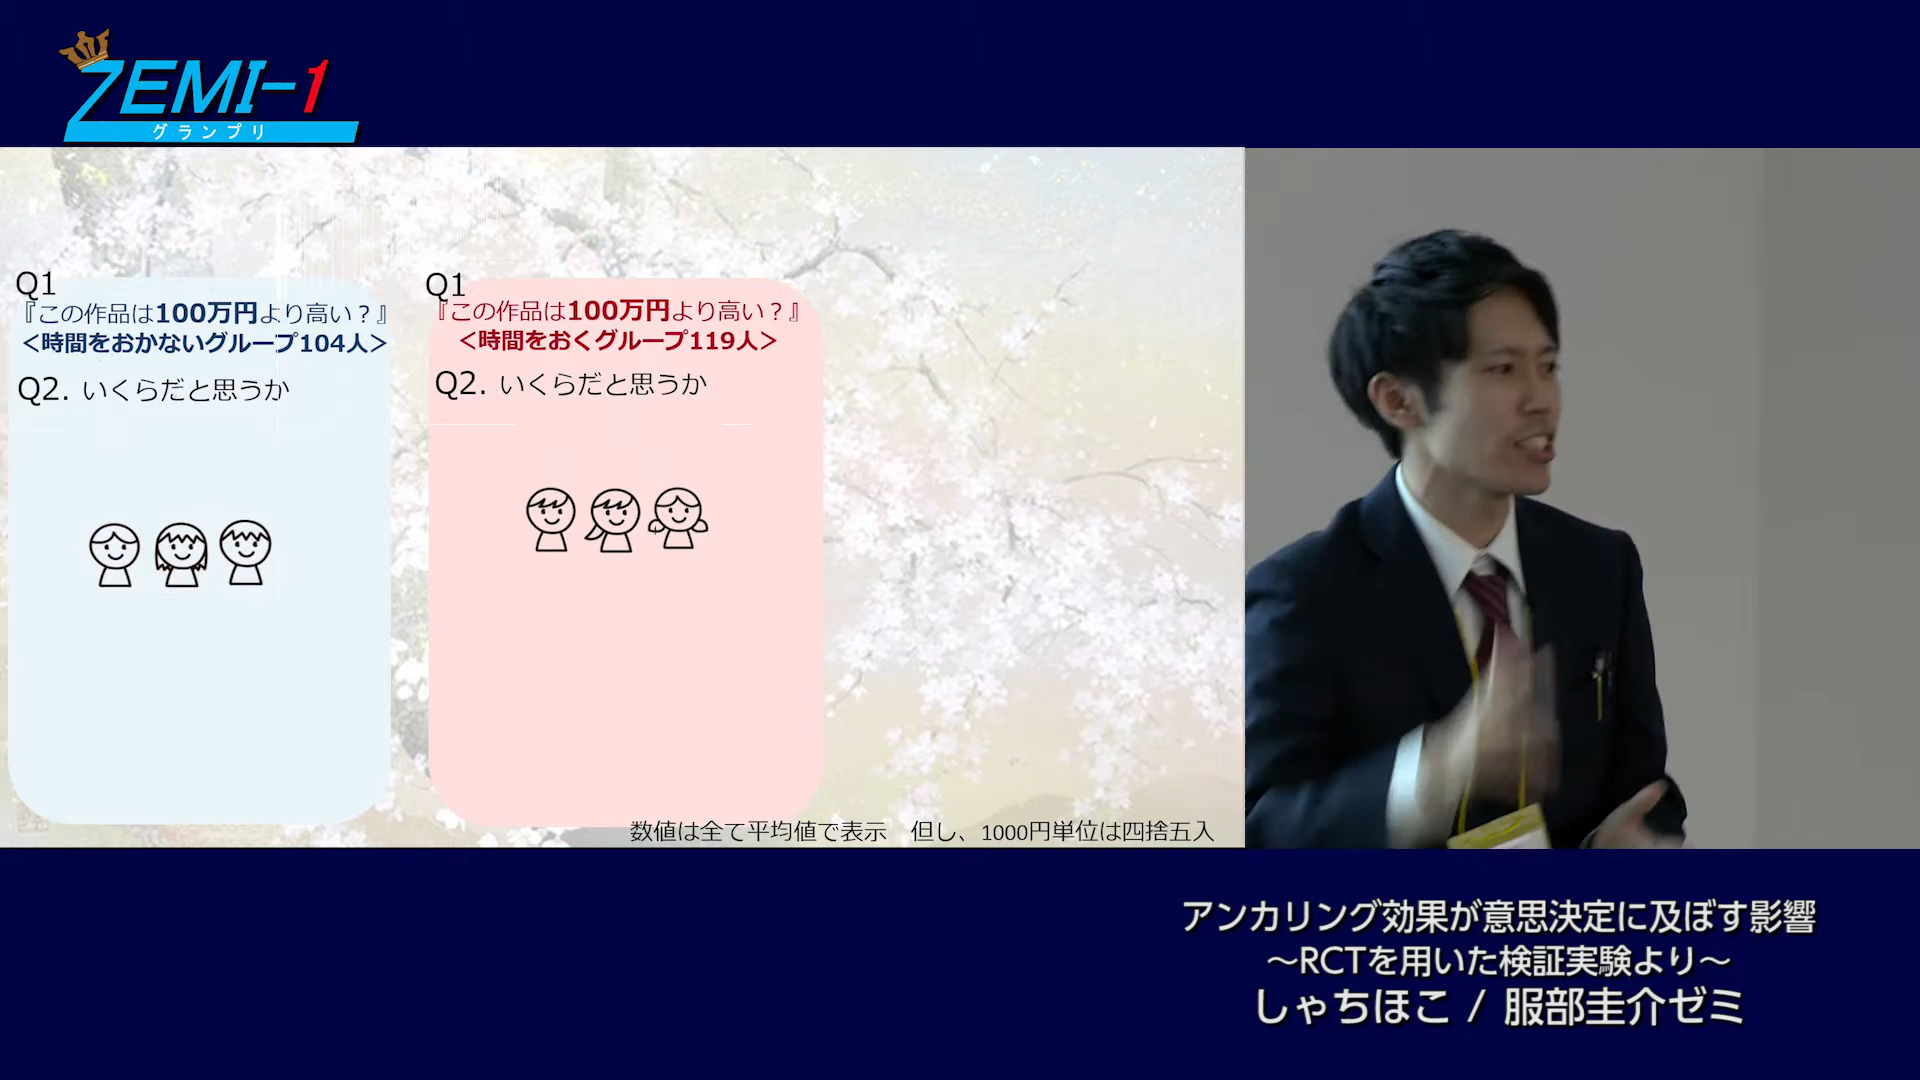 ZEMI-1
グランプリ
Q1
『この作品は100万円より高い？』
＜時間をおかないグループ104人＞
Q2. いくらだと思うか
Q1
『この作品は100万円より高い？』
＜時間をおくグループ119人＞
Q2. いくらだと思うか
数値は全て平均値で表示　但し、1000円単位は四捨五入
アンカリング効果が意思決定に及ぼす影響
～RCTを用いた検証実験より～
しゃちほこ / 服部圭介ゼミ